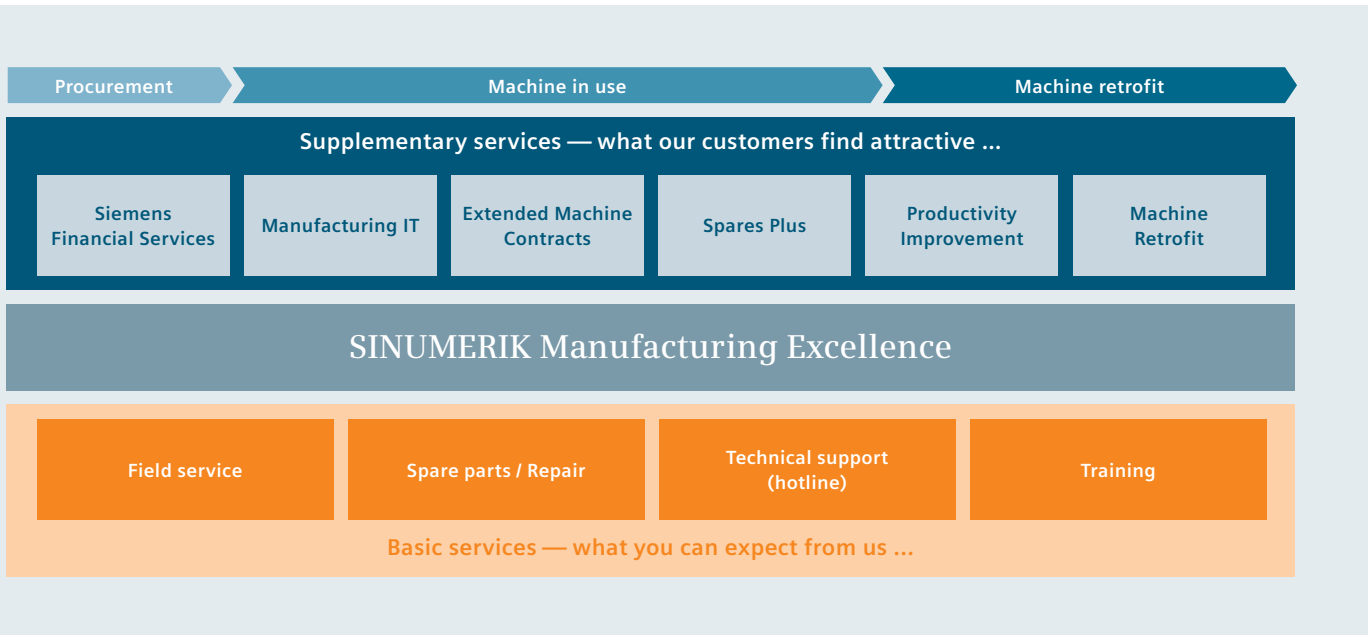 Procurement
Machine in use
Machine retrofit
Supplementary services — what our customers find attractive ...
Siemens
Financial Services
Manufacturing IT
Extended Machine
Contracts
Spares Plus
Productivity
Improvement
Machine
Retrofit
SINUMERIK Manufacturing Excellence
Field service
Spare parts / Repair
Technical support
(hotline)
Training
Basic services — what you can expect from us ...